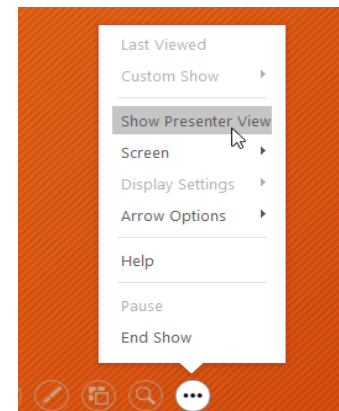 Last Viewed
Custom Show
Show Presenter View
Screen
Display Settings
Arrow Options
Help
Pause
End Show